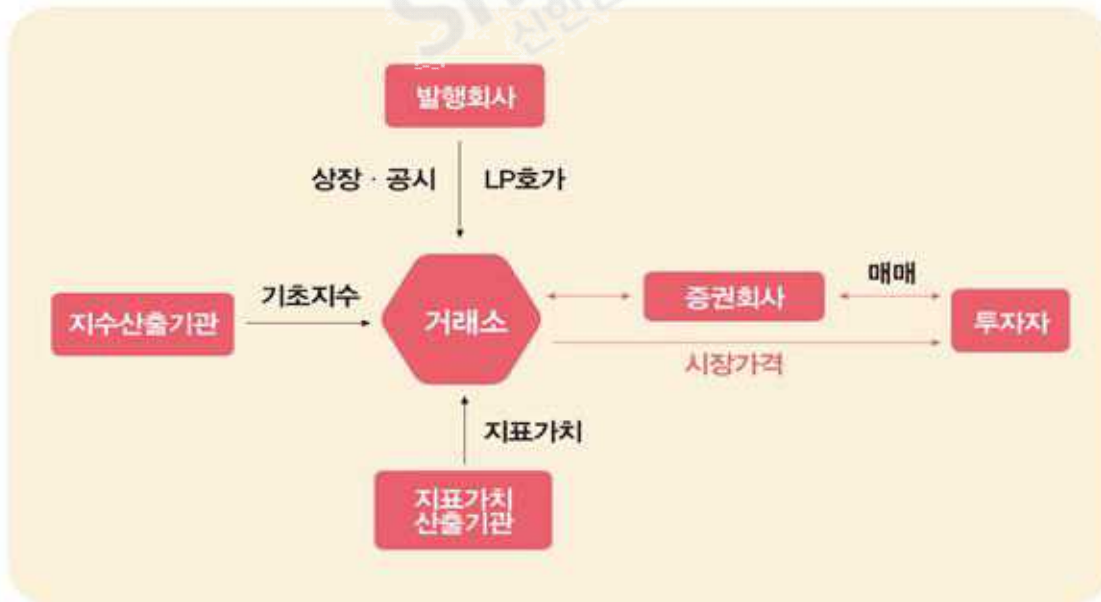 발행회사
상장 · 공시
LP호가
지수산출기관
기초지수
거래소
증권회사
매매
투자자
시장가격
지표가치
지표가치
산출기관